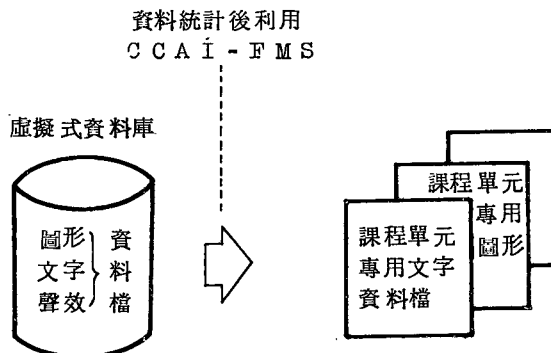 資料統計後利用
CCAI-FMS
虛擬式資料庫
圖形 資
文字 料
聲效 檔
課程單元
專用
圖形
課程單元
專用文字
資料檔